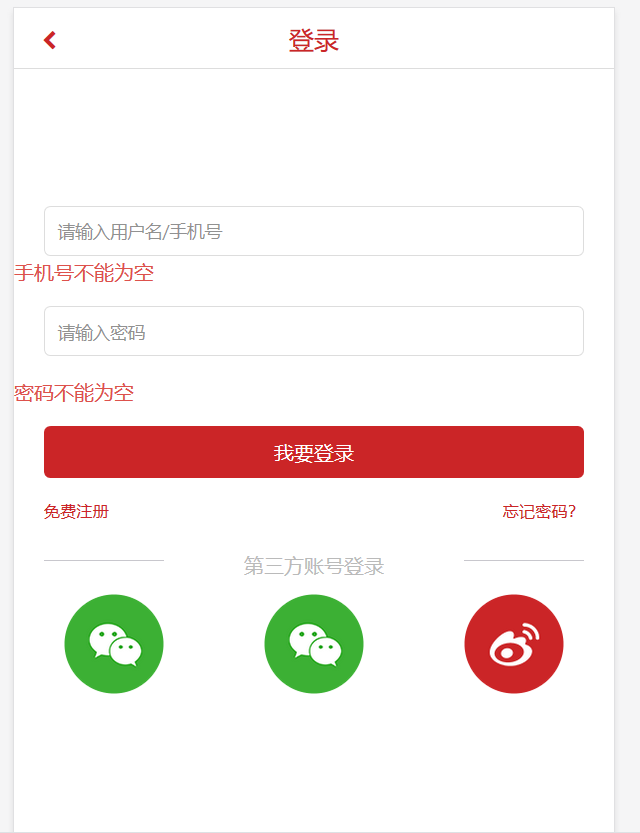 登录
请输入用户名/手机号
手机号不能为空
请输入密码
密码不能为空
我要登录
免费注册
忘记密码?
第三方账号登录